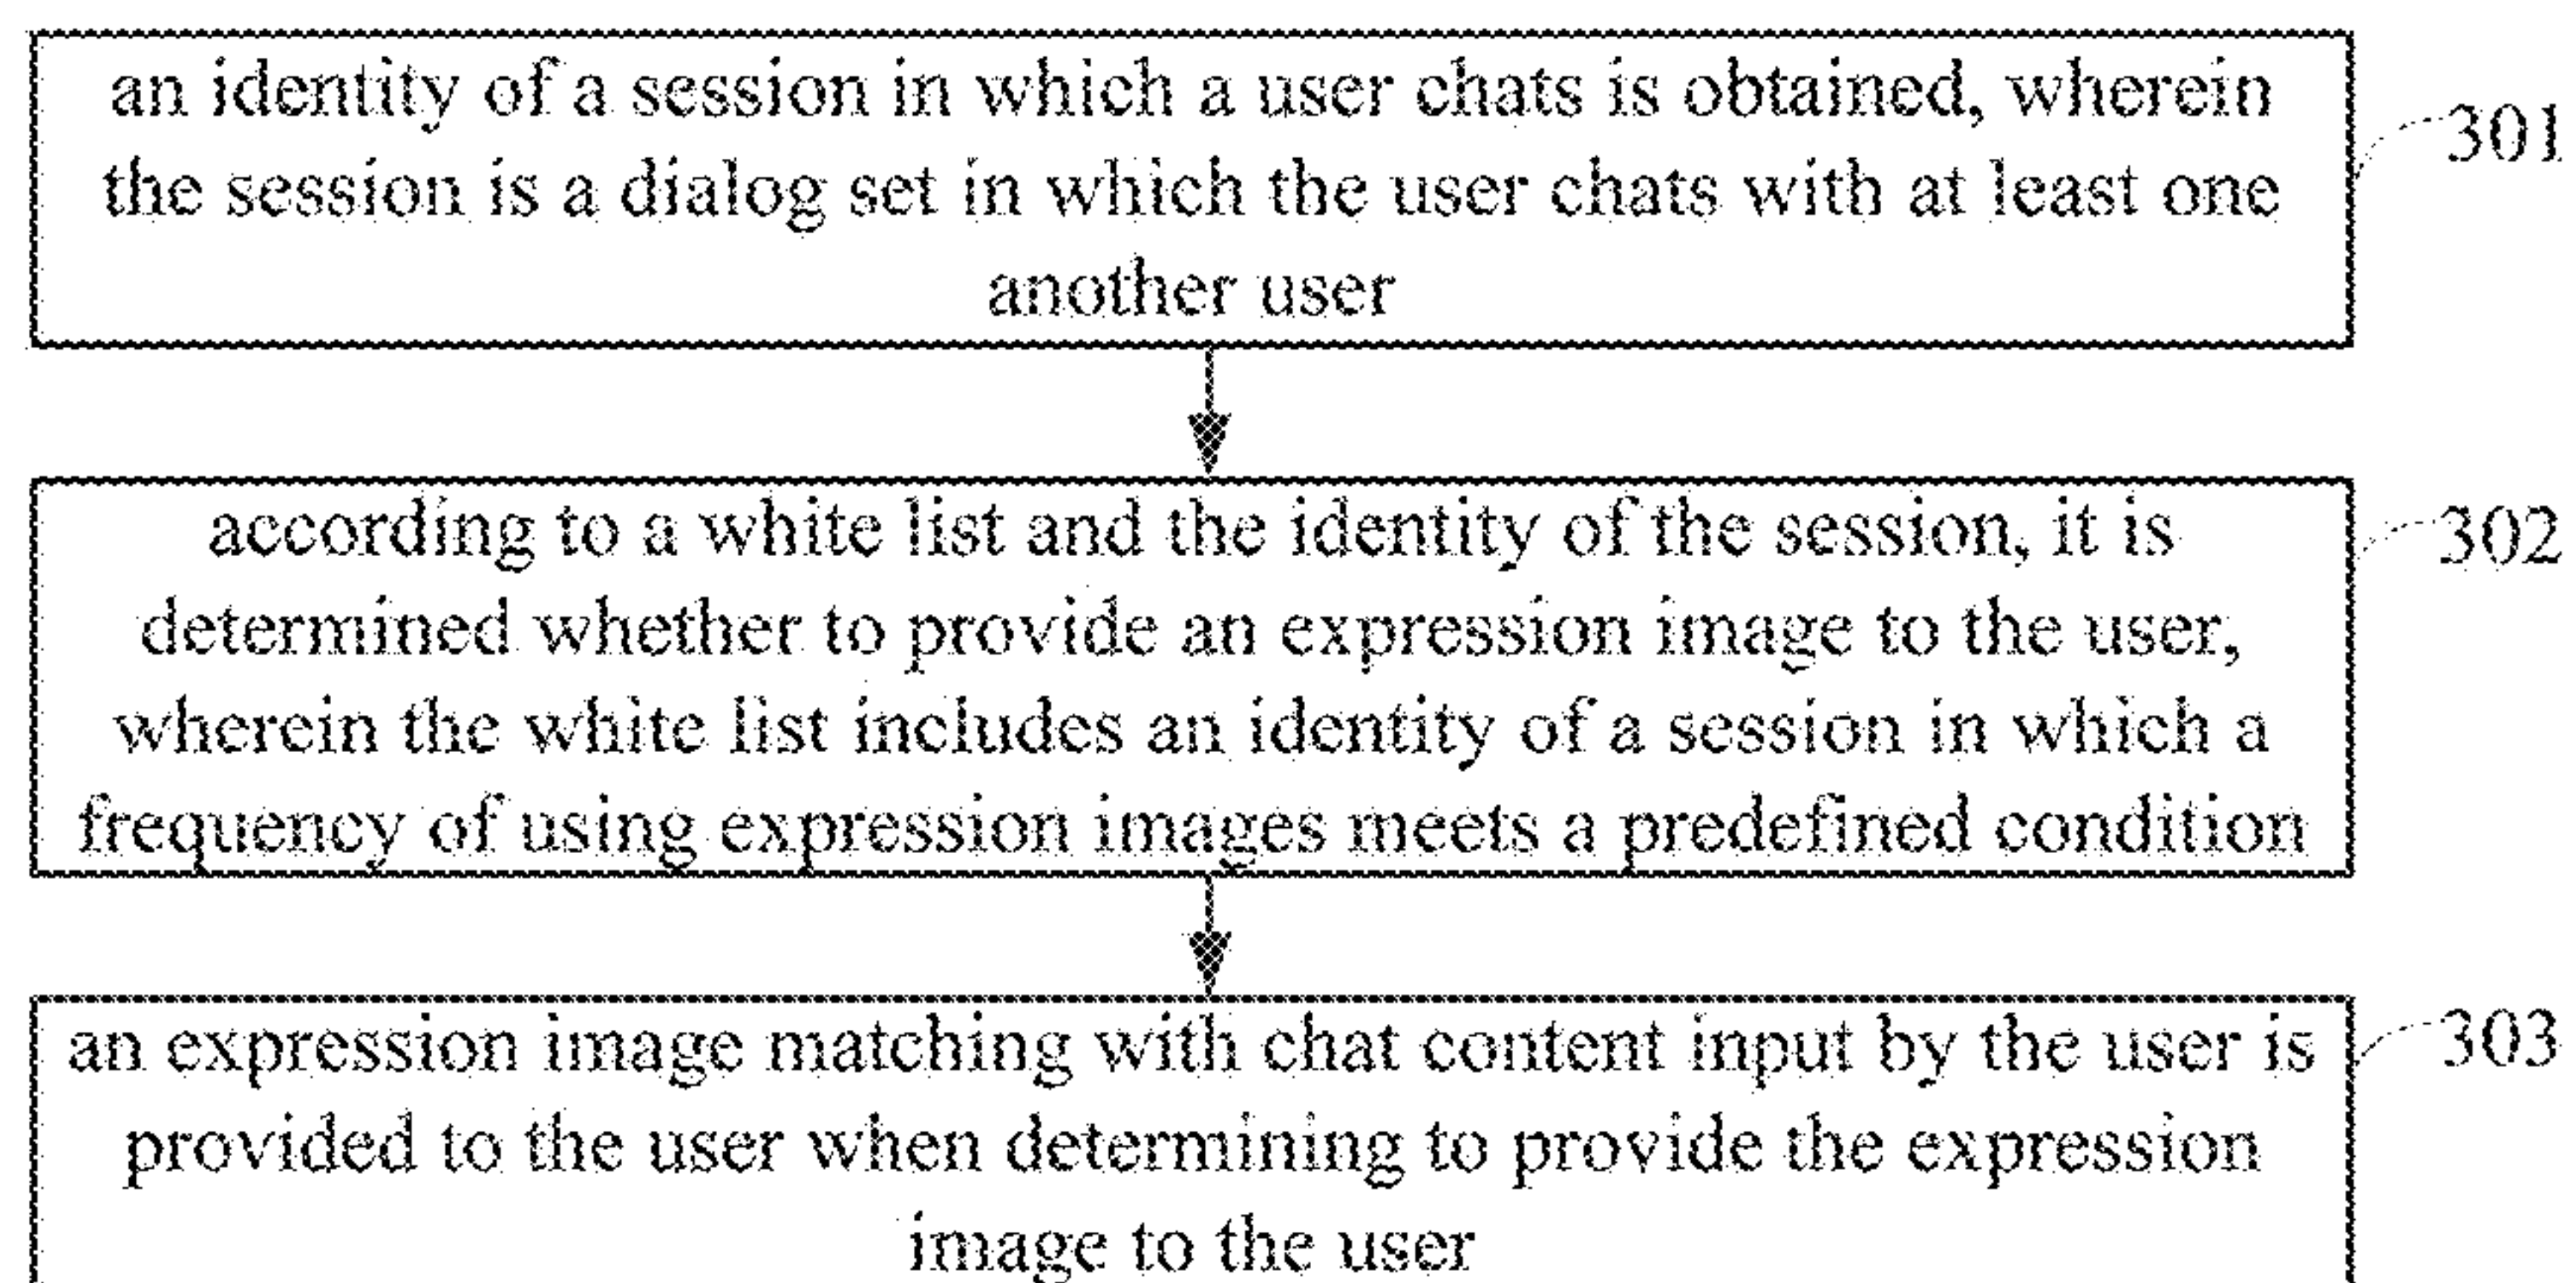 an identity of a session in which a user chats is obtained, wherein
the session is a dialog set in which the user chats with at least one
another user
301
according to a white list and the identity of the session, it is
determined whether to provide an expression image to the user,
wherein the white list includes an identity of a session in which a
frequency of using expression images meets a predefined condition
302
an expression image matching with chat content input by the user is
provided to the user when determining to provide the expression
image to the user
303